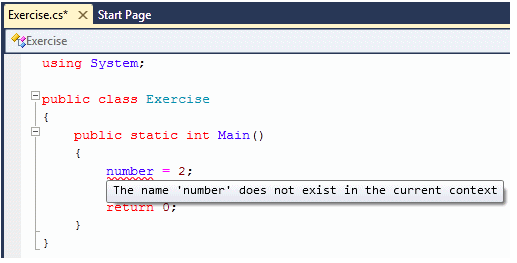 Exercise.cs* Start Page
Exercise
using System;
public class Exercise
{
public static int Main()
{
number = 2;
The name 'number' does not exist in the current context
return 0;
}
}